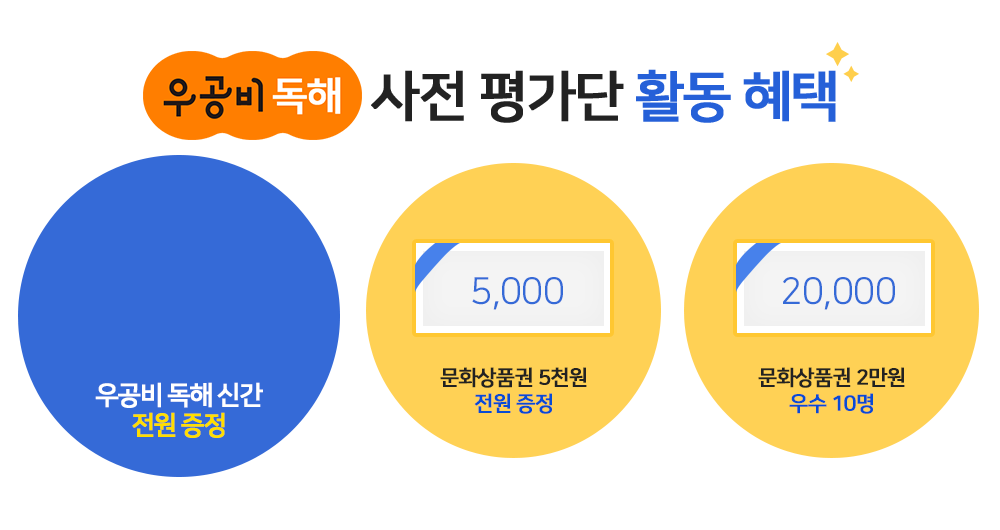 우공비 독해 사전 평가단 활동 혜택
우공비 독해 신간
전원 증정
5,000
문화상품권 5천원
전원 증정
20,000
문화상품권 2만원
우수 10명